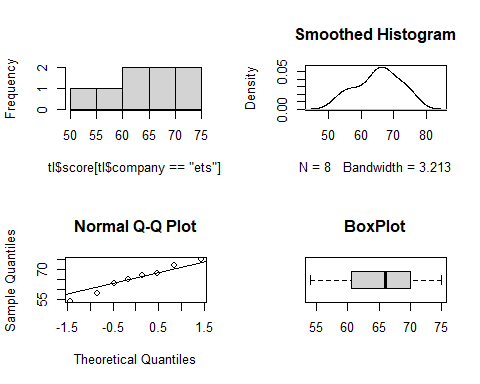 Frequency
0 1 2
50 55 60 65 70 75
tl$score[tl$company == "ets"]
Smoothed Histogram
Density
0.00 0.05
50 60 70 80
N = 8 Bandwidth = 3.213
Normal Q-Q Plot
Sample Quantiles
55 70
-1.5 -0.5 0.5 1.5
Theoretical Quantiles
BoxPlot
55 60 65 70 75